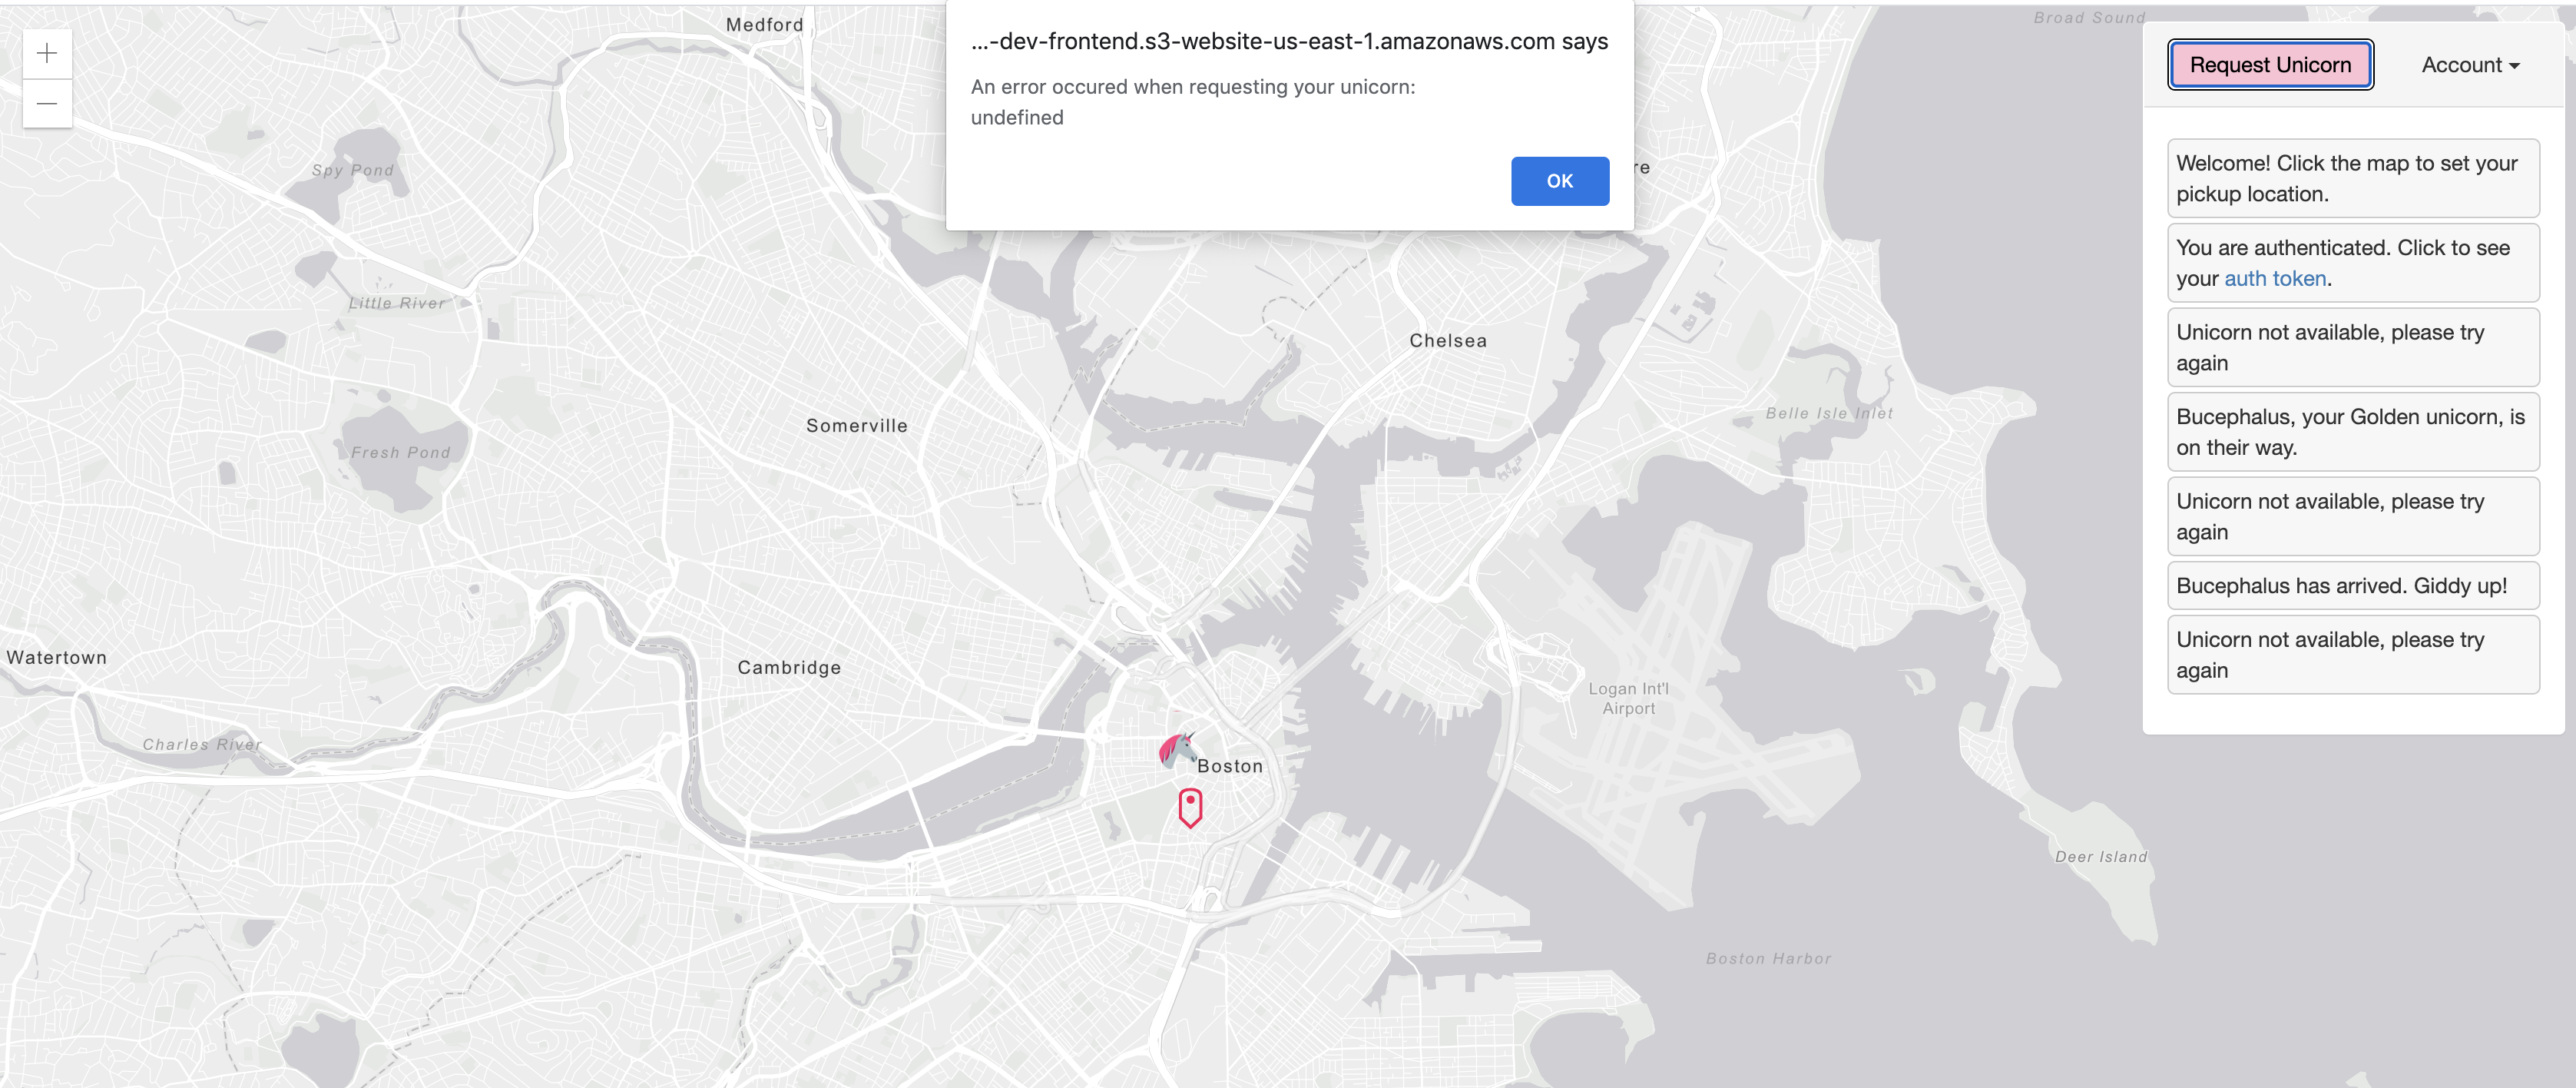 Medford
Broad Sound
...-dev-frontend.s3-website-us-east-1.amazonaws.com says
An error occured when requesting your unicorn:
undefined
OK
Request Unicorn
Account
+
−
re
Welcome! Click the map to set your
pickup location.
You are authenticated. Click to see
your auth token.
Unicorn not available, please try
again
Bucephalus, your Golden unicorn, is
on their way.
Unicorn not available, please try
again
Bucephalus has arrived. Giddy up!
Unicorn not available, please try
again
Spy Pond
Little River
Chelsea
Belle Isle Inlet
Somerville
Fresh Pond
Watertown
Cambridge
Logan Int'l
Airport
Charles River
Boston
Deer Island
Boston Harbor